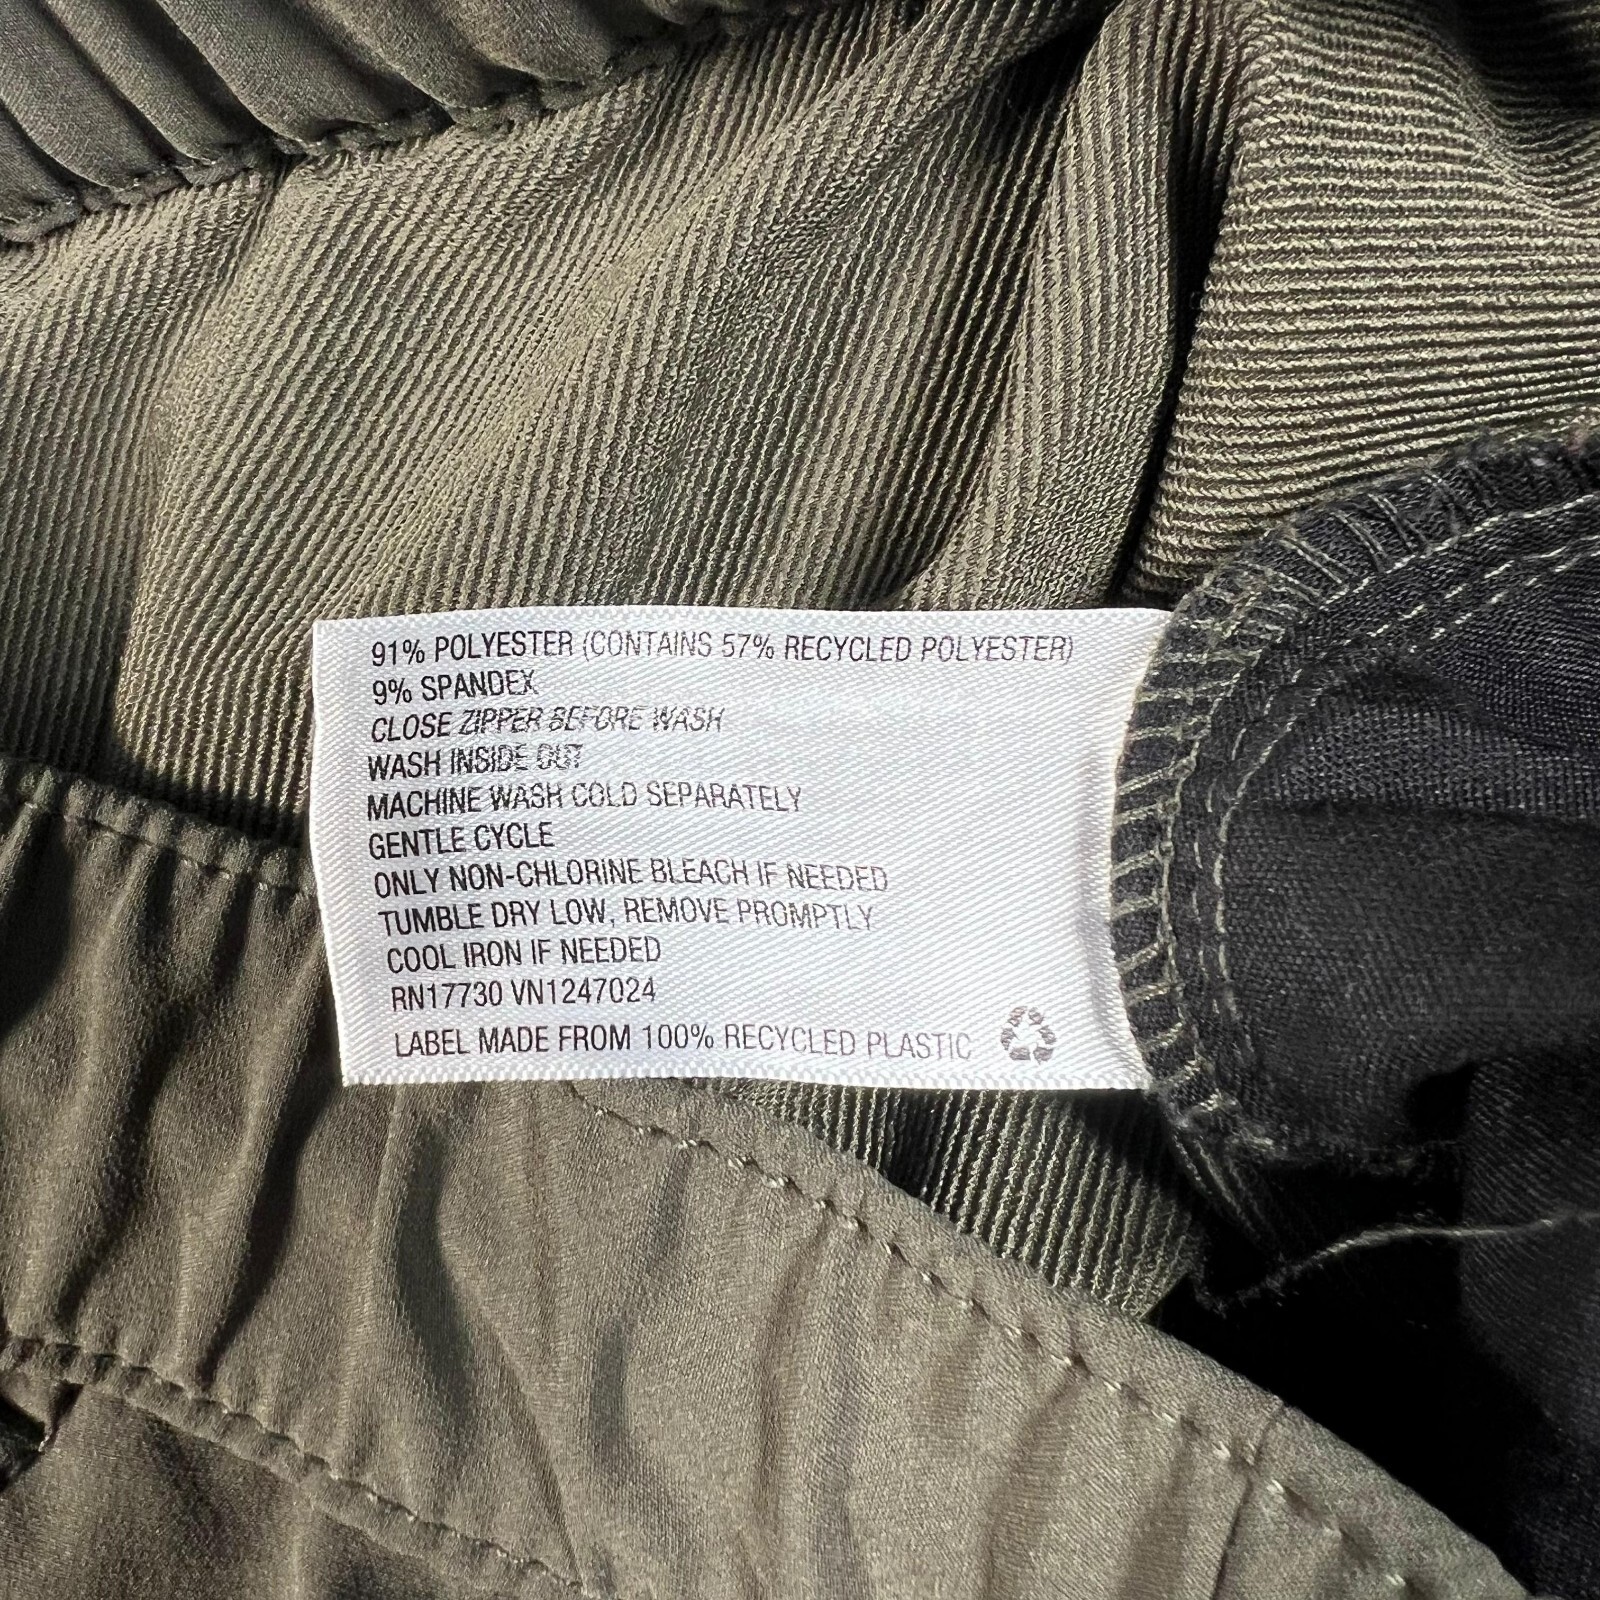 91% POLYESTER (CONTAINS 57% RECYCLED POLYESTER)
9% SPANDEX
CLOSE ZIPPER BEFORE WASH
WASH INSIDE OUT
MACHINE WASH COLD SEPARATELY
GENTLE CYCLE
ONLY NON-CHLORINE BLEACH IF NEEDED
TUMBLE DRY LOW, REMOVE PROMPTLY
COOL IRON IF NEEDED
RN17730 VN1247024
LABEL MADE FROM 100% RECYCLED PLASTIC